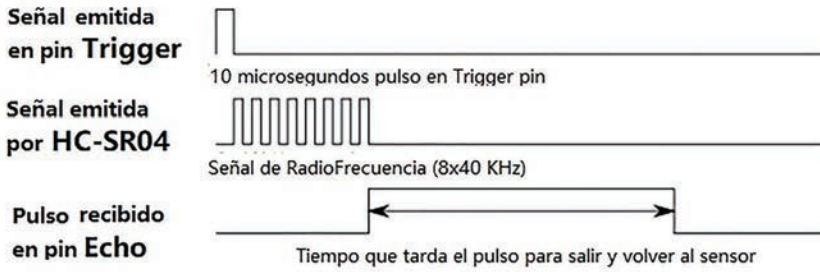 Señal emitida
en pin Trigger
10 microsegundos pulso en Trigger pin
Señal emitida
por HC-SR04
Señal de RadioFrecuencia (8x40 KHz)
Pulso recibido
en pin Echo
Tiempo que tarda el pulso para salir y volver al sensor